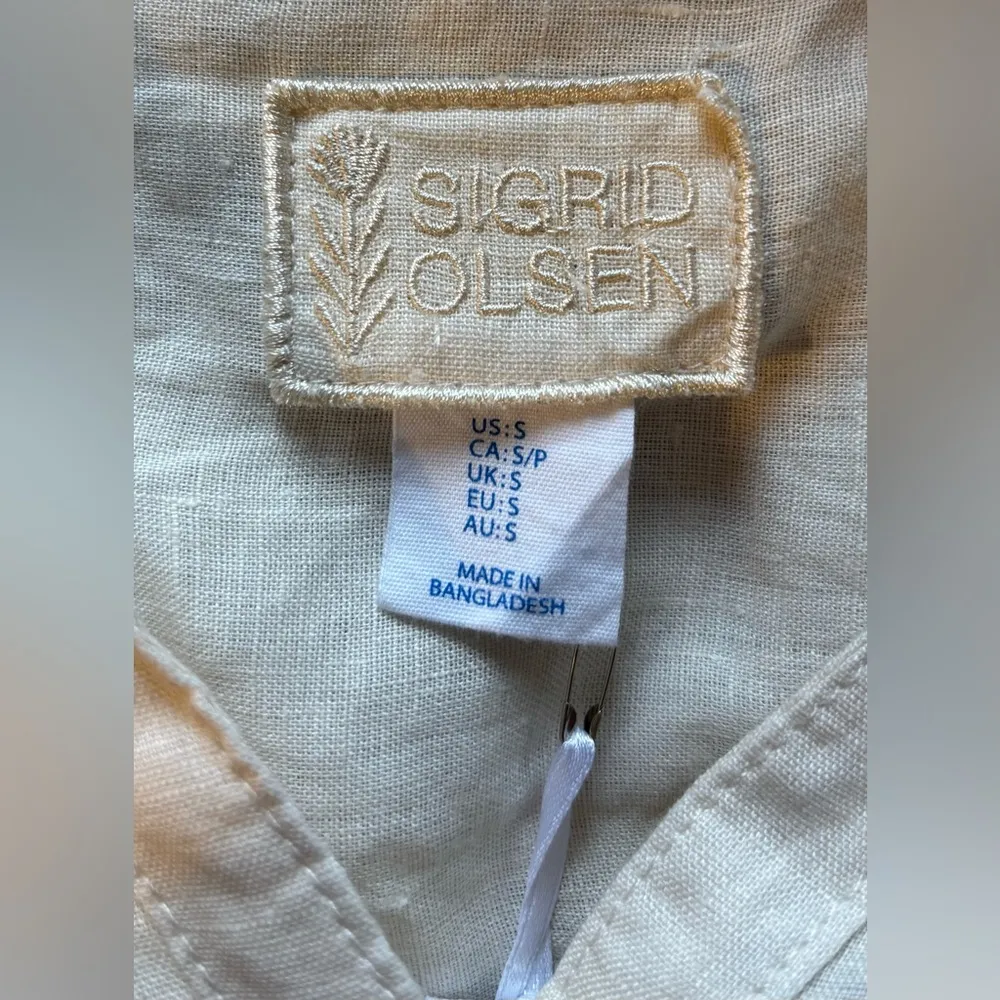 SIGRID
OLSEN
US:S
CA:S/P
UK:S
EU:S
AU:S
MADE IN
BANGLADESH